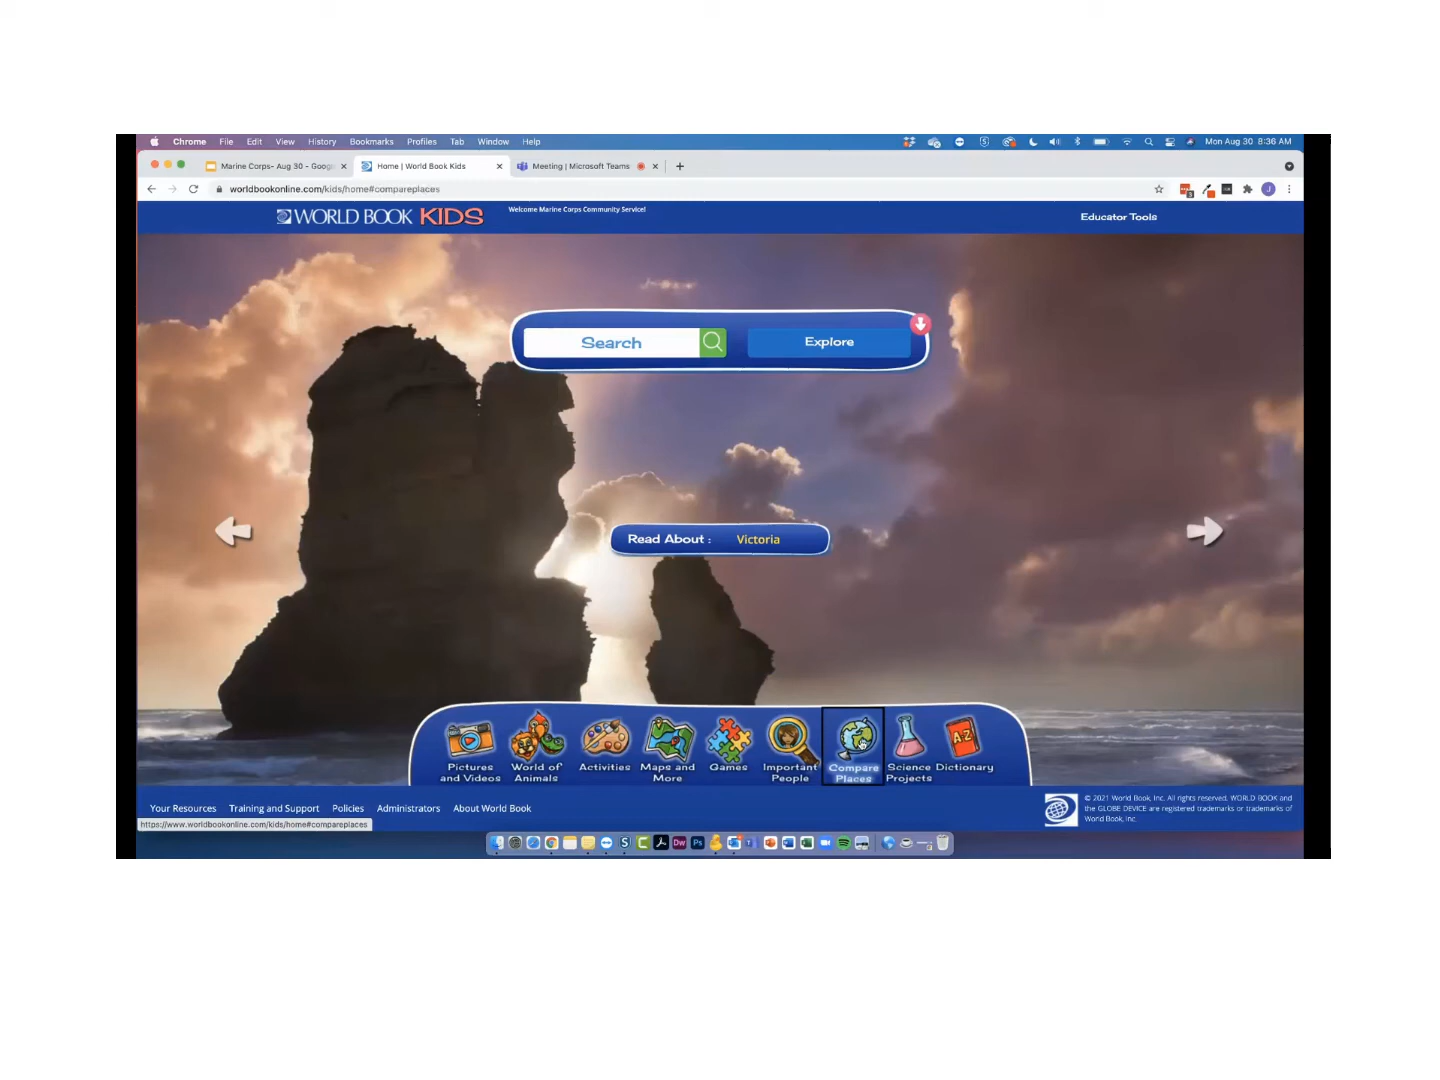 Chrome File Edit View History Bookmarks Profiles Tab Window Help
Mon Aug 30 8:36 AM
Marine Corps- Aug 30 - Googl
Home | World Book Kids
Meeting | Microsoft Teams
worldbookonline.com/kids/home#compareplaces
WORLD BOOK KIDS
Welcome Marine Corps Community Service!
Educator Tools
Search
Explore
Read About : Victoria
Pictures and Videos
World of Animals
Activities
Maps and More
Games
Important People
Compare Places
Science Projects
A-Z
Dictionary
Your Resources Training and Support Policies Administrators About World Book
© 2021 World Book, Inc. All rights reserved. WORLD BOOK and
the GLOBE DEVICE are registered trademarks or trademarks of
World Book, Inc.
https://www.worldbookonline.com/kids/home#compareplaces